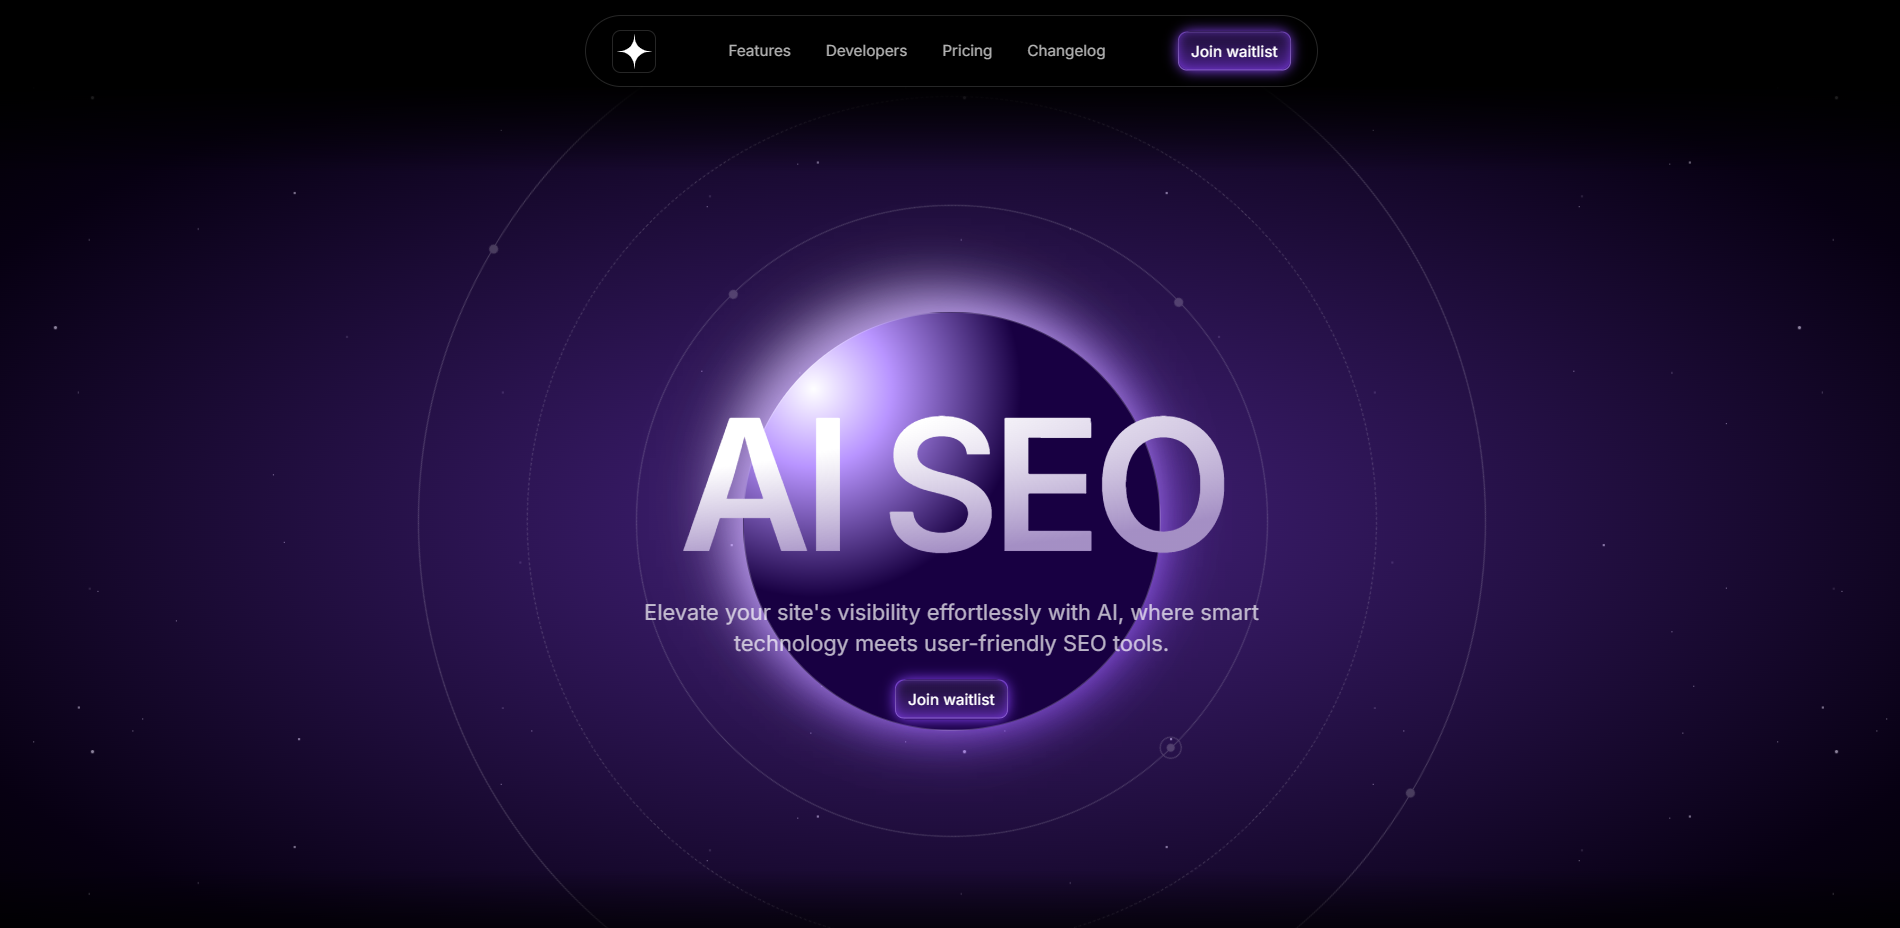 Features Developers Pricing Changelog Join waitlist
AI SEO
Elevate your site's visibility effortlessly with AI, where smart
technology meets user-friendly SEO tools.
Join waitlist